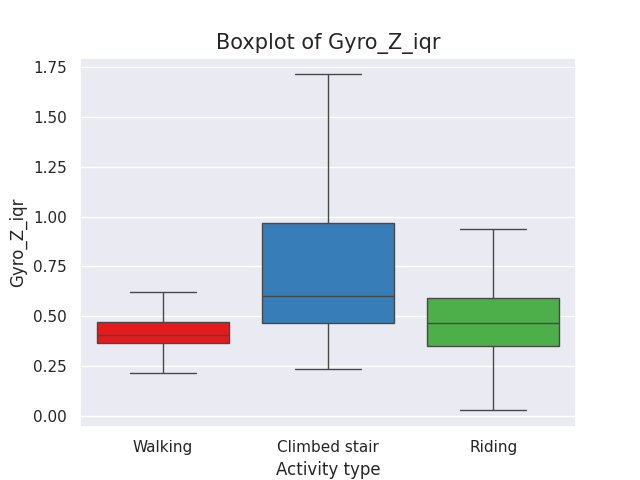 Boxplot of Gyro_Z_iqr
1.75
1.50
1.25
1.00
0.75
0.50
0.25
0.00
Gyro_Z_iqr
Walking
Climbed stair
Riding
Activity type